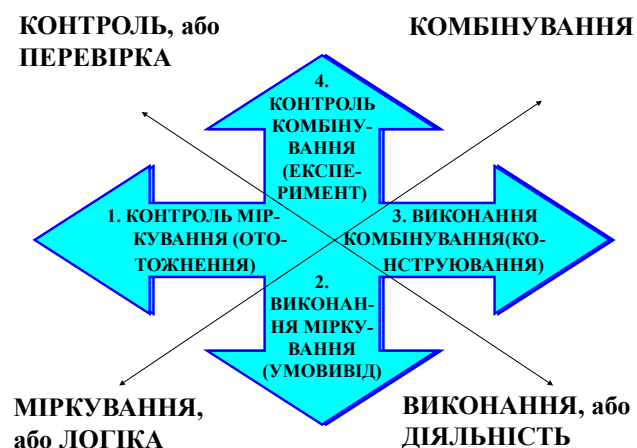 КОНТРОЛЬ, або
ПЕРЕВІРКА
КОМБІНУВАННЯ
4.
КОНТРОЛЬ
КОМБІНУ-
ВАННЯ
(ЕКСПЕ-
РИМЕНТ)
1. КОНТРОЛЬ МІР-
КУВАННЯ (ОТО-
ТОЖНЕННЯ)
3. ВИКОНАННЯ
КОМБІНУВАННЯ(КО-
НСТРУЮВАННЯ)
2.
ВИКОНАН-
НЯ МІРКУ-
ВАННЯ
(УМОВИВІД)
МІРКУВАННЯ,
або ЛОГІКА
ВИКОНАННЯ, або
ДІЯЛЬНІСТЬ